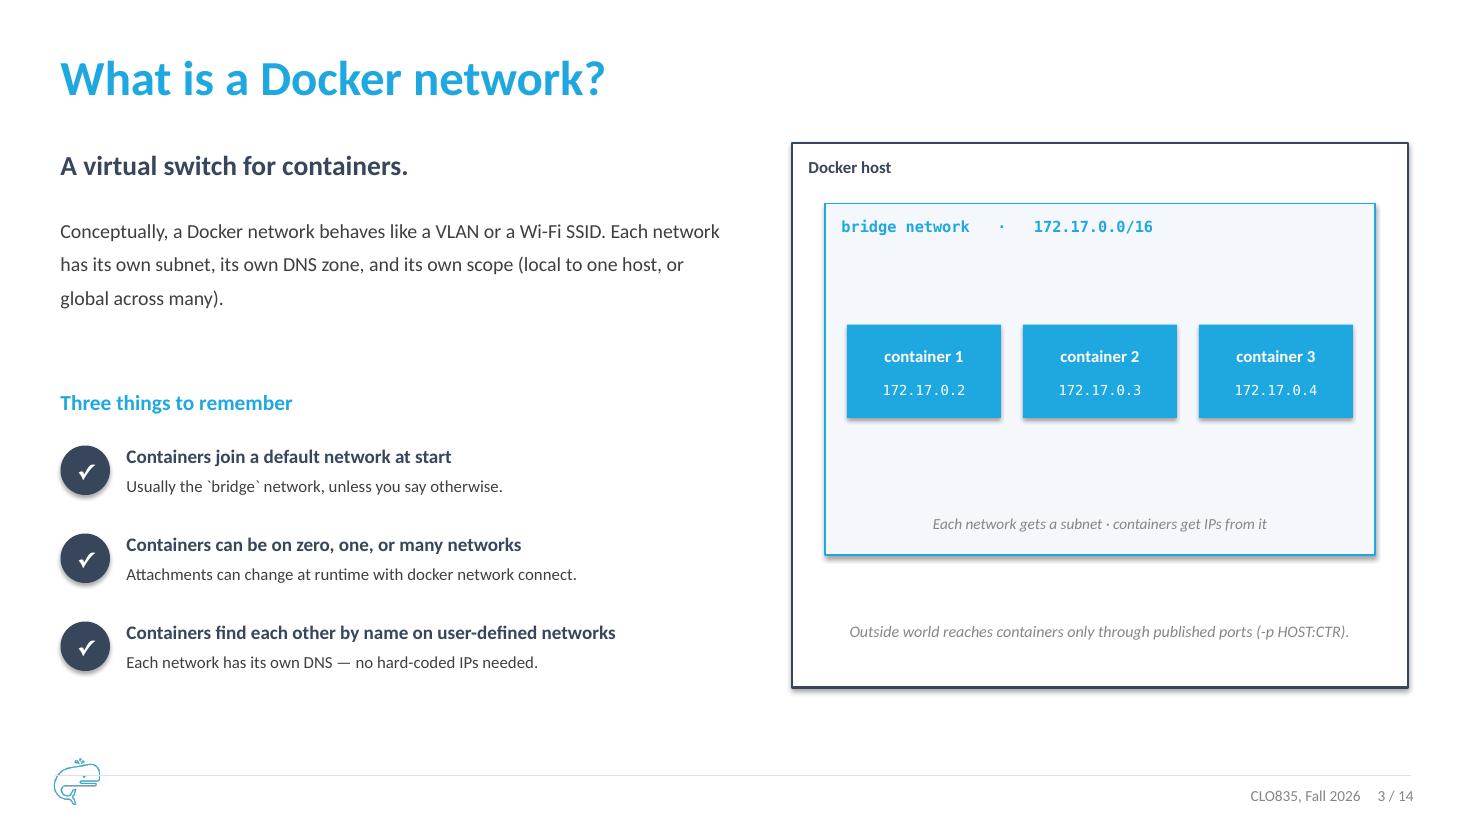 What is a Docker network?
A virtual switch for containers.
Conceptually, a Docker network behaves like a VLAN or a Wi-Fi SSID. Each network
has its own subnet, its own DNS zone, and its own scope (local to one host, or
global across many).
Three things to remember
✓ Containers join a default network at start
Usually the `bridge` network, unless you say otherwise.
✓ Containers can be on zero, one, or many networks
Attachments can change at runtime with docker network connect.
✓ Containers find each other by name on user-defined networks
Each network has its own DNS — no hard-coded IPs needed.
Docker host
bridge network · 172.17.0.0/16
container 1
172.17.0.2
container 2
172.17.0.3
container 3
172.17.0.4
Each network gets a subnet · containers get IPs from it
Outside world reaches containers only through published ports (-p HOST:CTR).
CLO835, Fall 2026 3 / 14